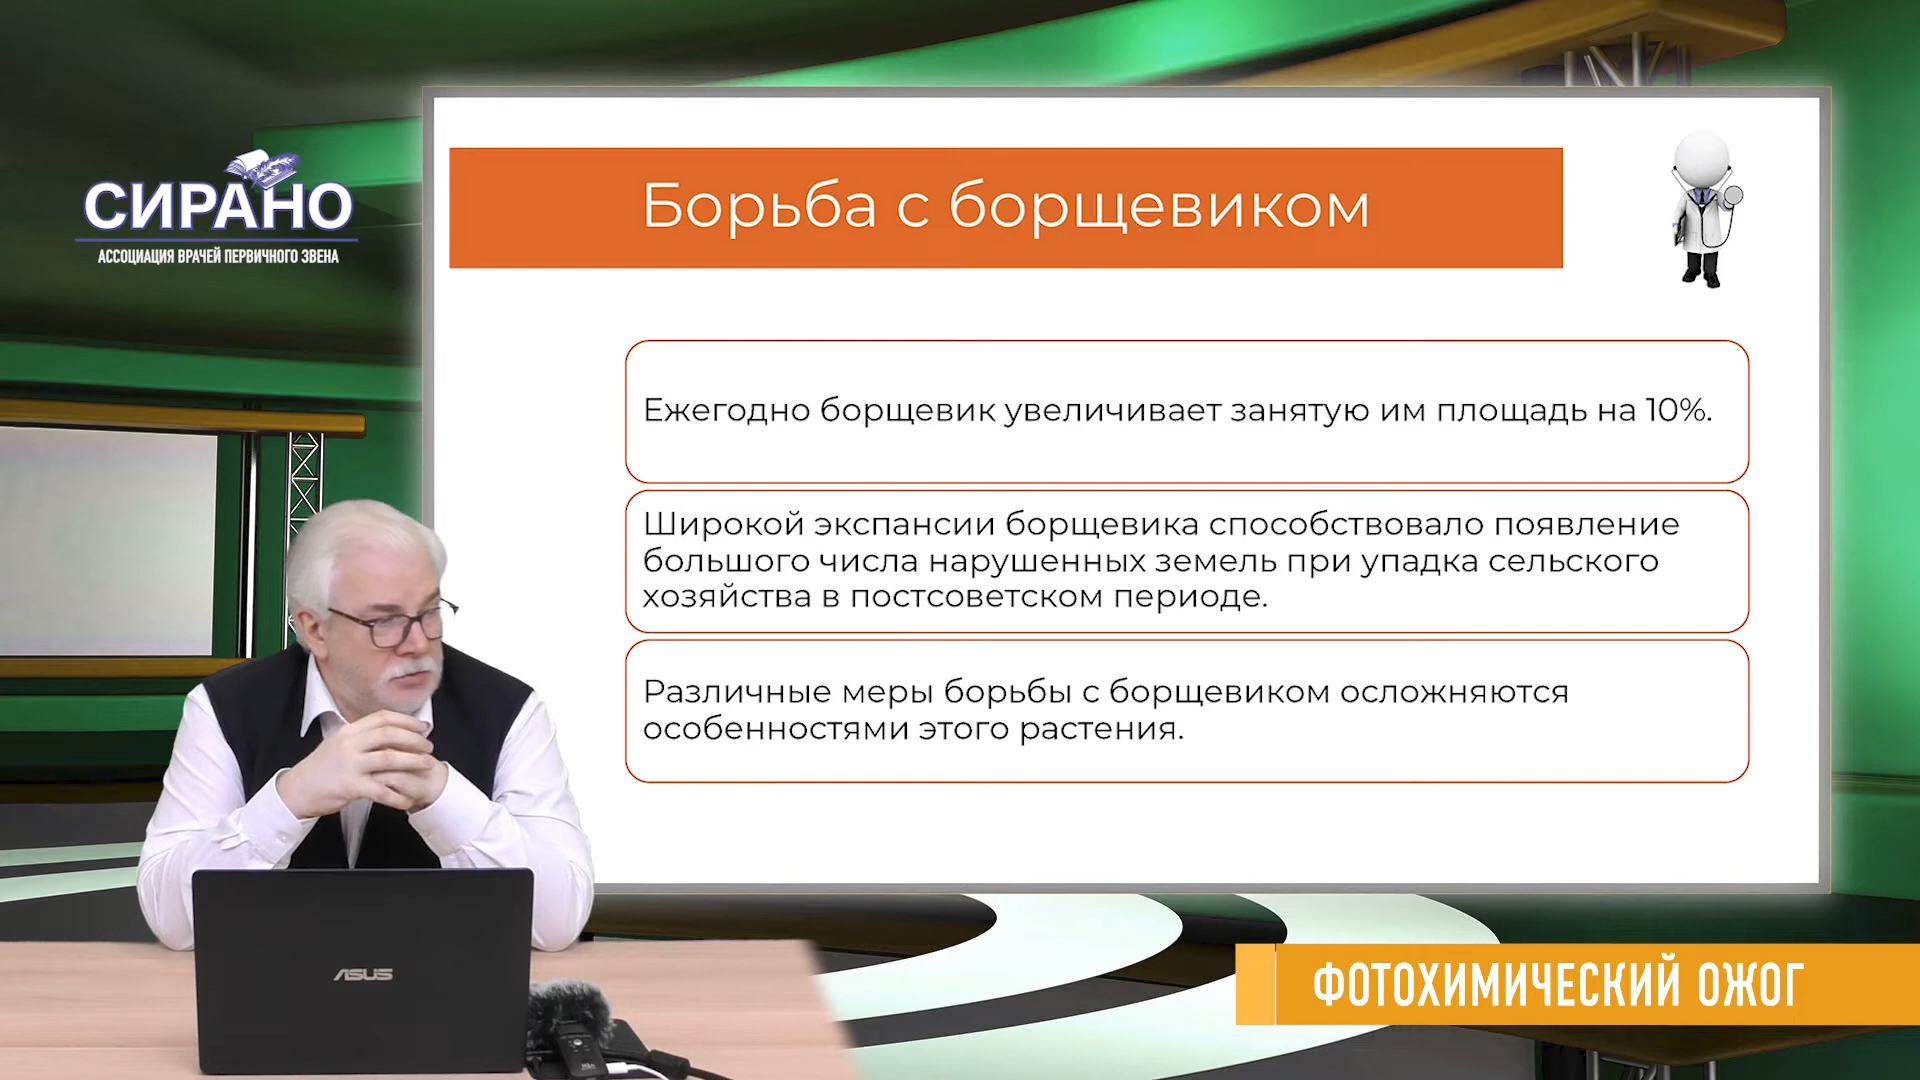 СИРАНО
АССОЦИАЦИЯ ВРАЧЕЙ ПЕРВИЧНОГО ЗВЕНА
Борьба с борщевиком
Ежегодно борщевик увеличивает занятую им площадь на 10%.
Широкой экспансии борщевика способствовало появление
большого числа нарушенных земель при упадка сельского
хозяйства в постсоветском периоде.
Различные меры борьбы с борщевиком осложняются
особенностями этого растения.
ASUS
ФОТОХИМИЧЕСКИЙ ОЖОГ